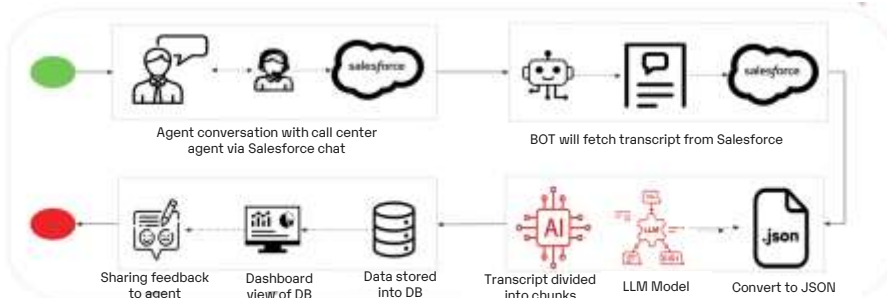 salesforce
salesforce
Agent conversation with call center
agent via Salesforce chat
BOT will fetch transcript from Salesforce
AI
LLM
.json
Sharing feedback
to agent
Dashboard
view of DB
Data stored
into DB
Transcript divided
into chunks
LLM Model
Convert to JSON